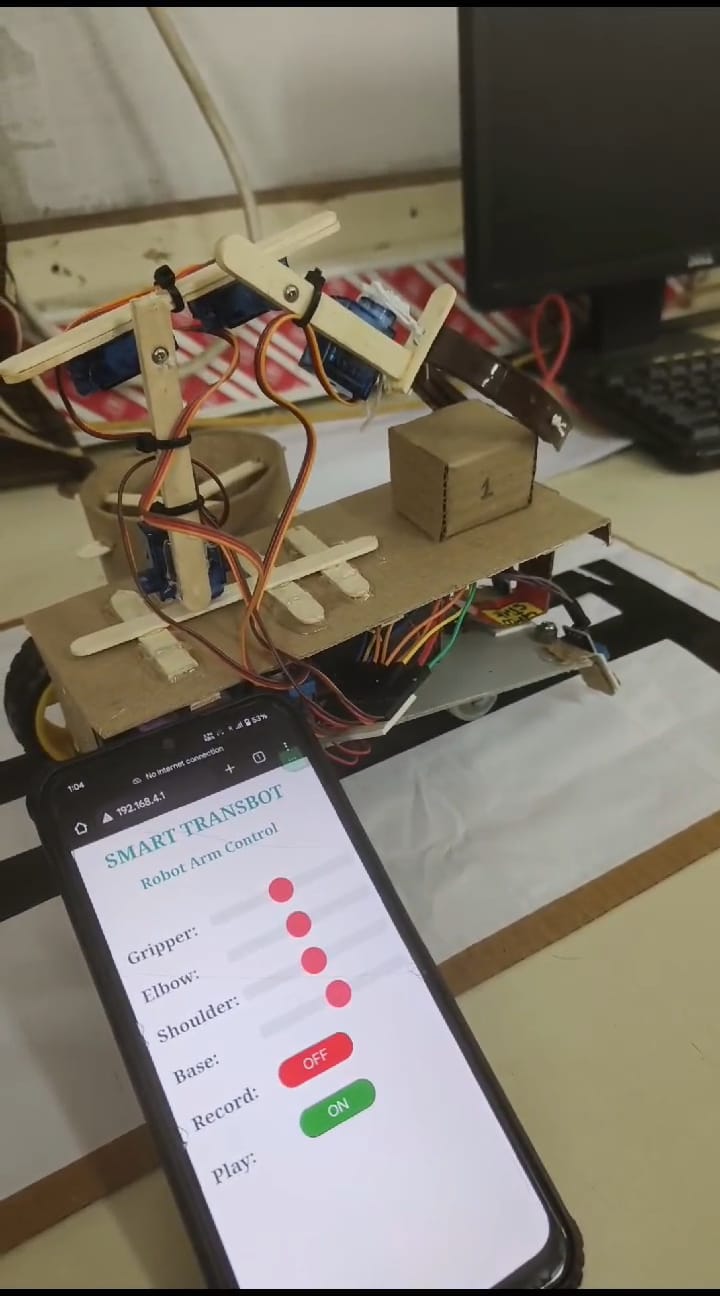 1
1:04
No internet connection
53%
192.168.4.1
1
SMART TRANSBOT
Robot Arm Control
Gripper:
Elbow:
Shoulder:
Base:
Record:
OFF
Play:
ON